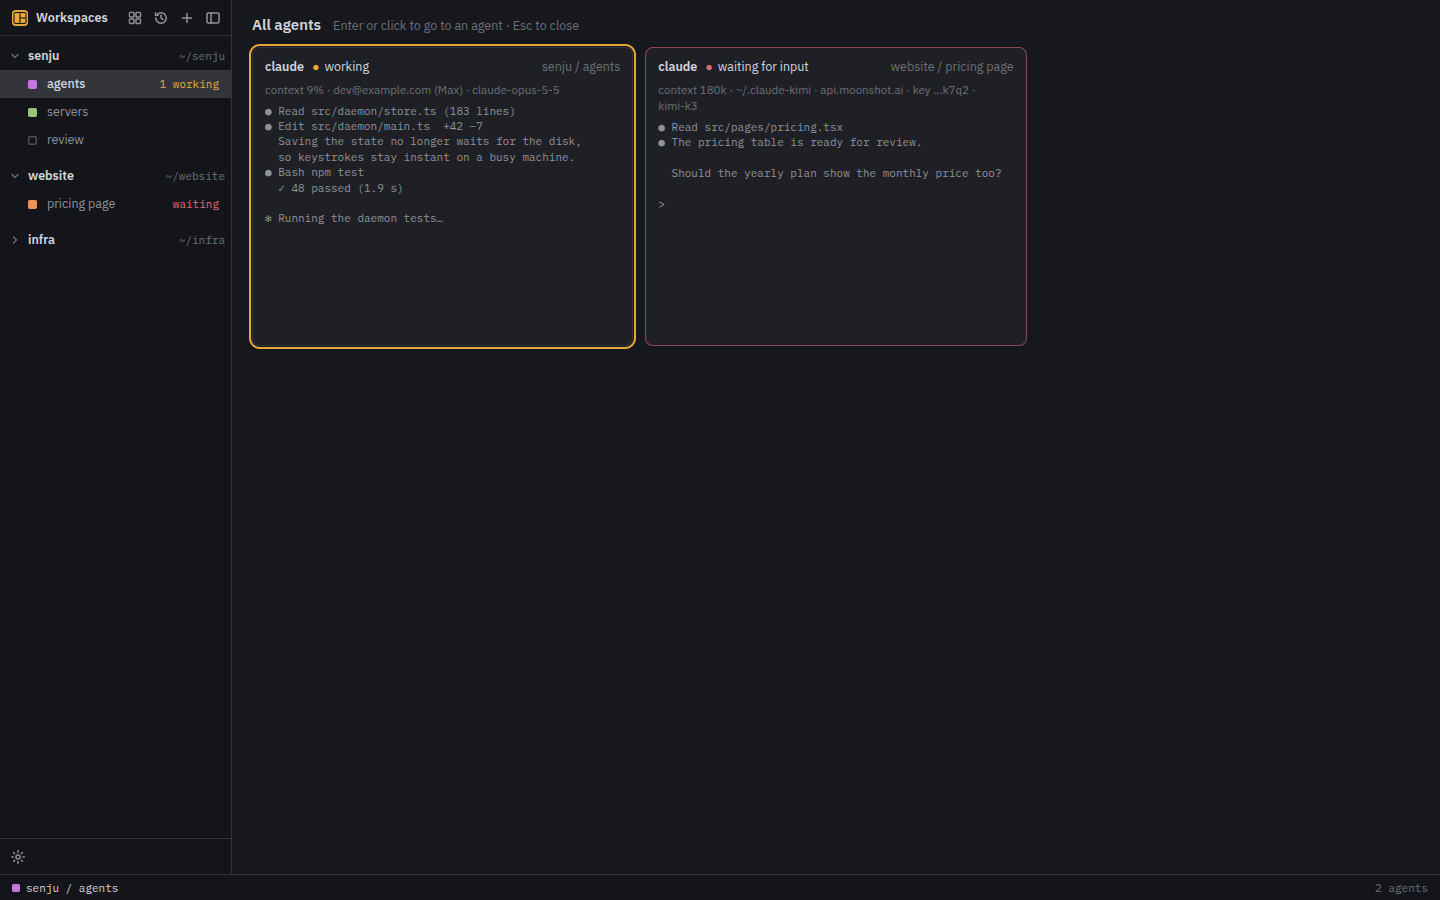 Workspaces
senju ~/senju
agents 1 working
servers
review
website ~/website
pricing page waiting
infra ~/infra
senju / agents
All agents Enter or click to go to an agent · Esc to close
claude ● working senju / agents
context 9% · dev@example.com (Max) · claude-opus-5-5
● Read src/daemon/store.ts (183 lines)
● Edit src/daemon/main.ts +42 −7
Saving the state no longer waits for the disk,
so keystrokes stay instant on a busy machine.
● Bash npm test
✓ 48 passed (1.9 s)
✻ Running the daemon tests…
claude ● waiting for input website / pricing page
context 180k · ~/.claude-kimi · api.moonshot.ai · key …k7q2 ·
kimi-k3
● Read src/pages/pricing.tsx
● The pricing table is ready for review.
Should the yearly plan show the monthly price too?
>
2 agents